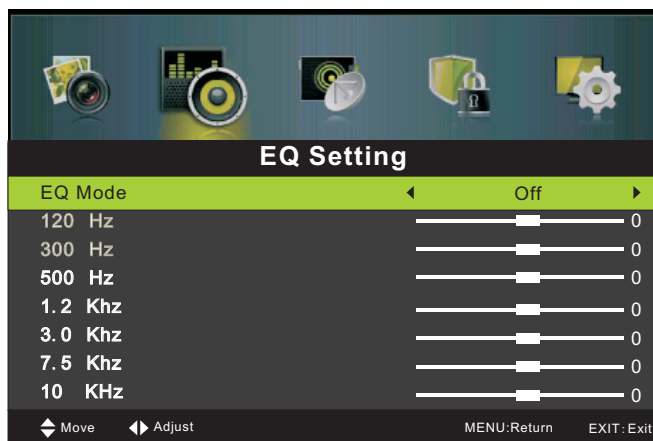 EQ Setting
EQ Mode Off
120 Hz 0
300 Hz 0
500 Hz 0
1.2 Khz 0
3.0 Khz 0
7.5 Khz 0
10 KHz 0
Move Adjust MENU:Return EXIT:Exit